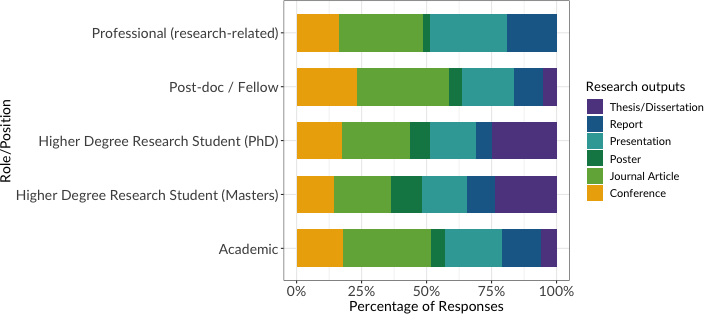 Professional (research-related)
Post-doc / Fellow
Higher Degree Research Student (PhD)
Higher Degree Research Student (Masters)
Academic
Role/Position
0% 25% 50% 75% 100%
Percentage of Responses
Research outputs
Thesis/Dissertation
Report
Presentation
Poster
Journal Article
Conference